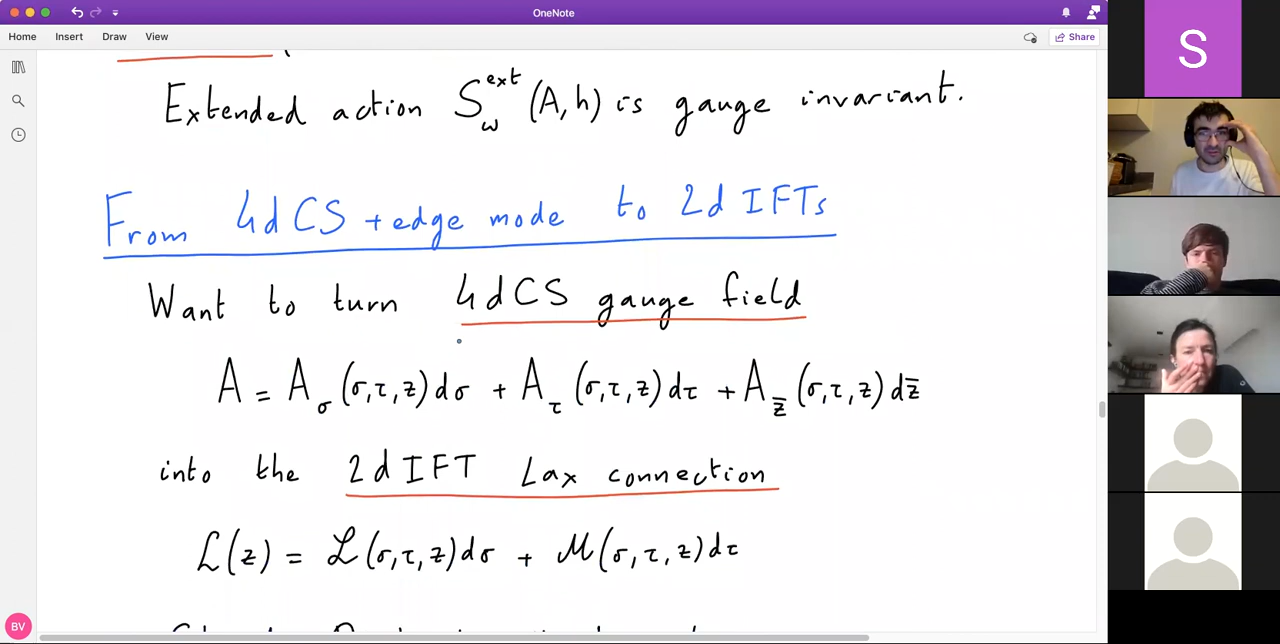 OneNote
Home Insert Draw View
Share
Extended action S_ω^ext (A, h) is gauge invariant.
From 4d CS + edge mode to 2d IFTs
Want to turn 4d CS gauge field
A = A_σ (σ,τ,z) dσ + A_τ (σ,τ,z) dτ + A_z̄ (σ,τ,z) dz̄
into the 2d IFT Lax connection
ℒ(z) = ℒ(σ,τ,z) dσ + ℳ(σ,τ,z) dτ
BV
S